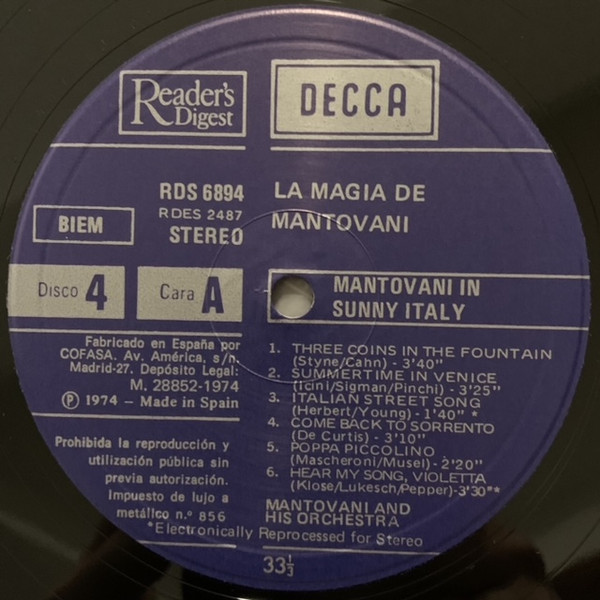 Reader's
Digest
DECCA
RDS 6894
RDES 2487
STEREO
BIEM
LA MAGIA DE
MANTOVANI
Disco 4
Cara A
MANTOVANI IN
SUNNY ITALY
Fabricado en España por
COFASA. Av. América, s/n.
Madrid-27. Depósito Legal:
M. 28852-1974
Ⓟ 1974 – Made in Spain
Prohibida la reproducción y
utilización pública sin
previa autorización.
Impuesto de lujo a
metálico n.º 856
1. THREE COINS IN THE FOUNTAIN
(Styne/Cahn) - 3'40"
2. SUMMERTIME IN VENICE
(Icini/Sigman/Pinchi) - 3'25"
3. ITALIAN STREET SONG
(Herbert/Young) - 1'40" *
4. COME BACK TO SORRENTO
(De Curtis) - 3'10"
5. POPPA PICCOLINO
(Mascheroni/Musel) - 2'20"
6. HEAR MY SONG, VIOLETTA
(Klose/Lukesch/Pepper)-3'30"*
MANTOVANI AND
HIS ORCHESTRA
*Electronically Reprocessed for Stereo
33⅓